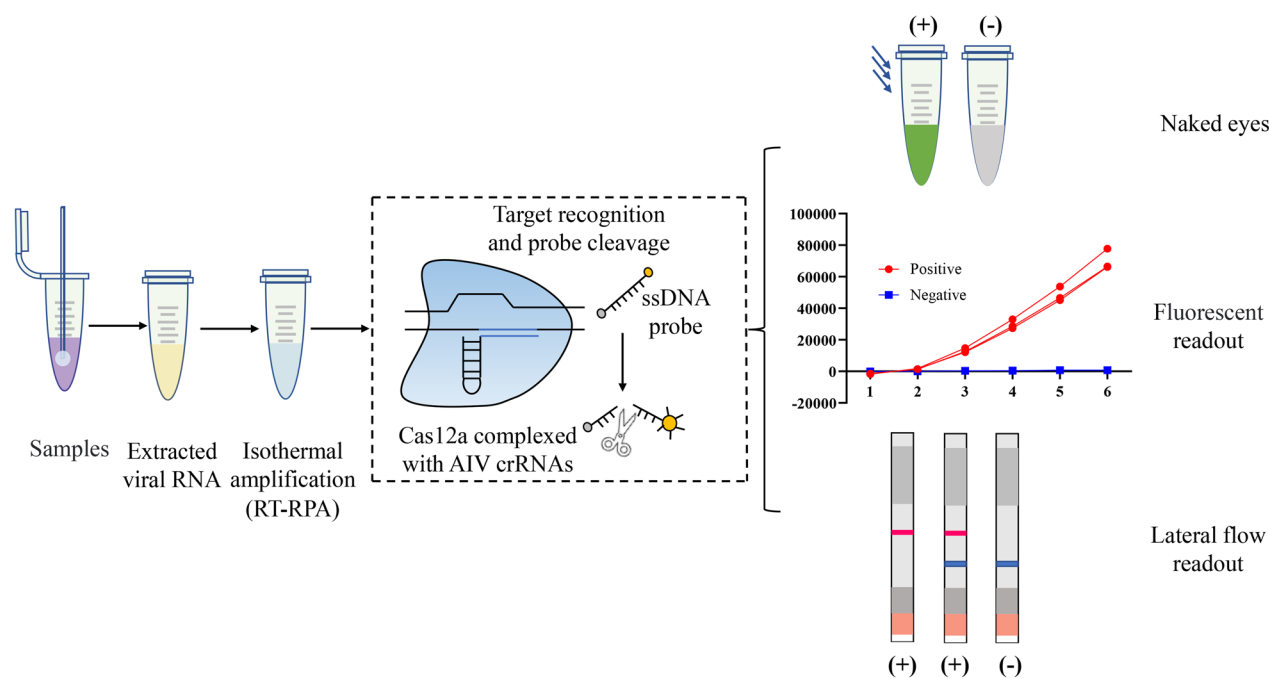 (+)
(-)
Naked eyes
Samples
Extracted
viral RNA
Isothermal
amplification
(RT-RPA)
Target recognition
and probe cleavage
ssDNA
probe
Cas12a complexed
with AIV crRNAs
100000
80000
60000
40000
20000
0
-20000
Positive
Negative
1
2
3
4
5
6
Fluorescent
readout
Lateral flow
readout
(+)
(+)
(-)